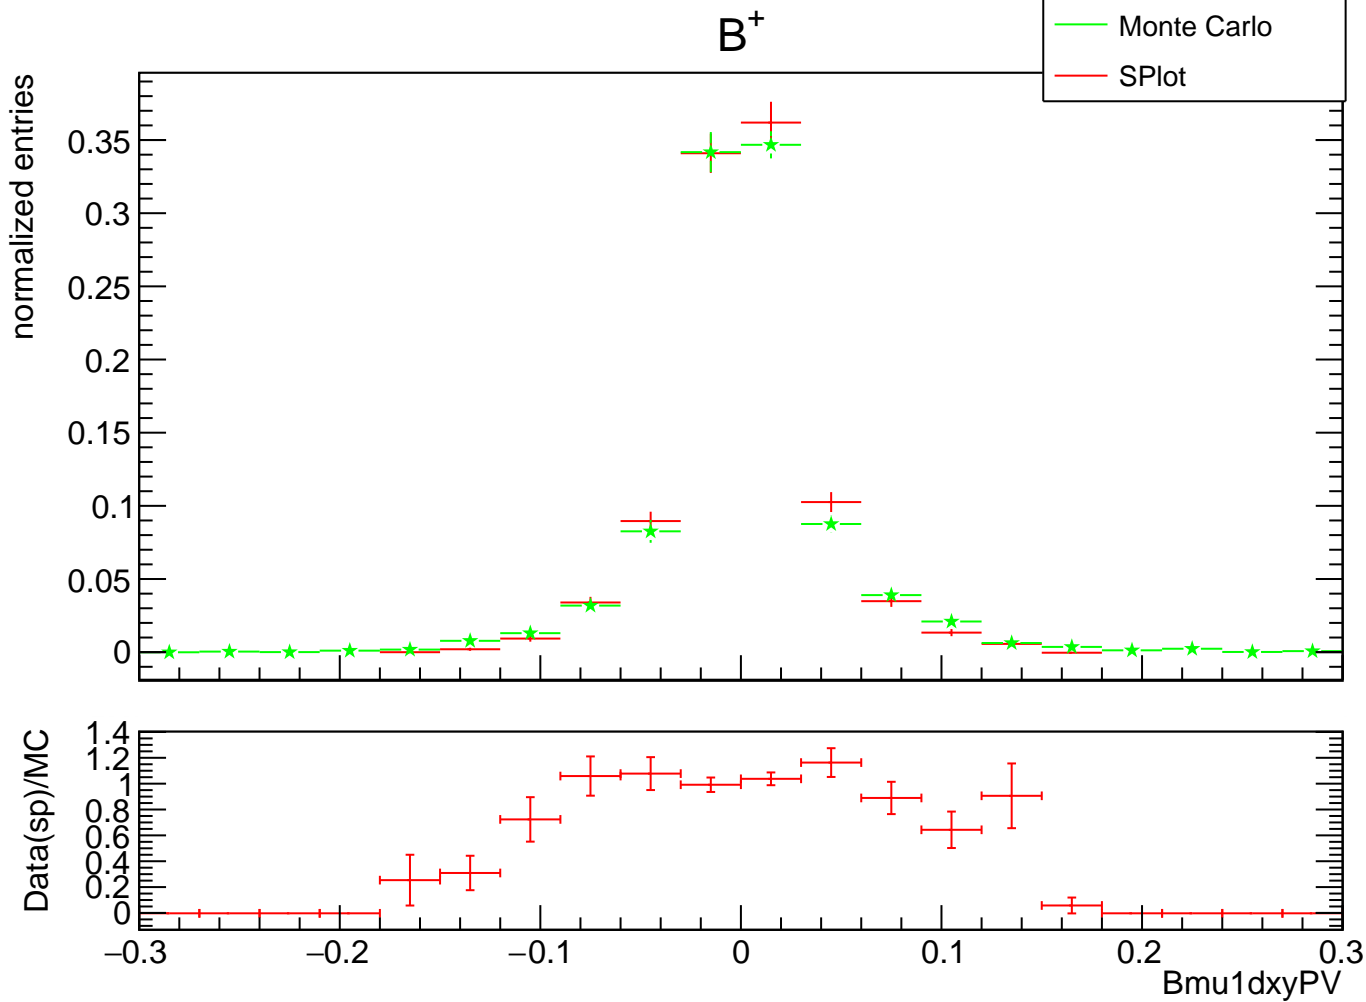 B+
Monte Carlo
SPlot
normalized entries
0.35
0.3
0.25
0.2
0.15
0.1
0.05
0
Data(sp)/MC
1.4
1.2
1
0.8
0.6
0.4
0.2
0
−0.3 −0.2 −0.1 0 0.1 0.2 0.3
Bmu1dxyPV